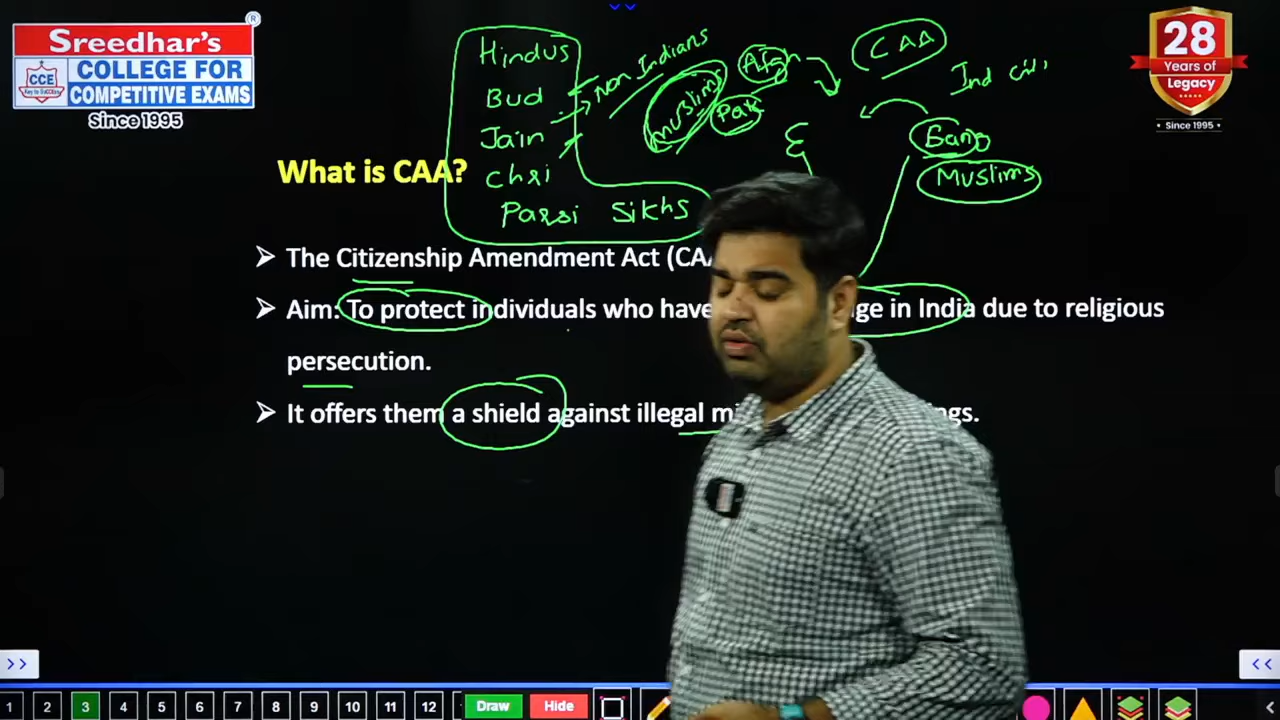 Sreedhar's
CCE
COLLEGE FOR
COMPETITIVE EXAMS
Since 1995
®
28
Years of
Legacy
• Since 1995 •
Hindus
Bud
Jain
chri
Parsi Sikhs
Non Indians
Muslims
Afgh
Pak
CAA
Ind citi
Bang
Muslims
What is CAA?
➢ The Citizenship Amendment Act (CA
➢ Aim: To protect individuals who have ge in India due to religious
persecution.
➢ It offers them a shield against illegal mi ngs.
>>
<<
1 2 3 4 5 6 7 8 9 10 11 12 Draw Hide